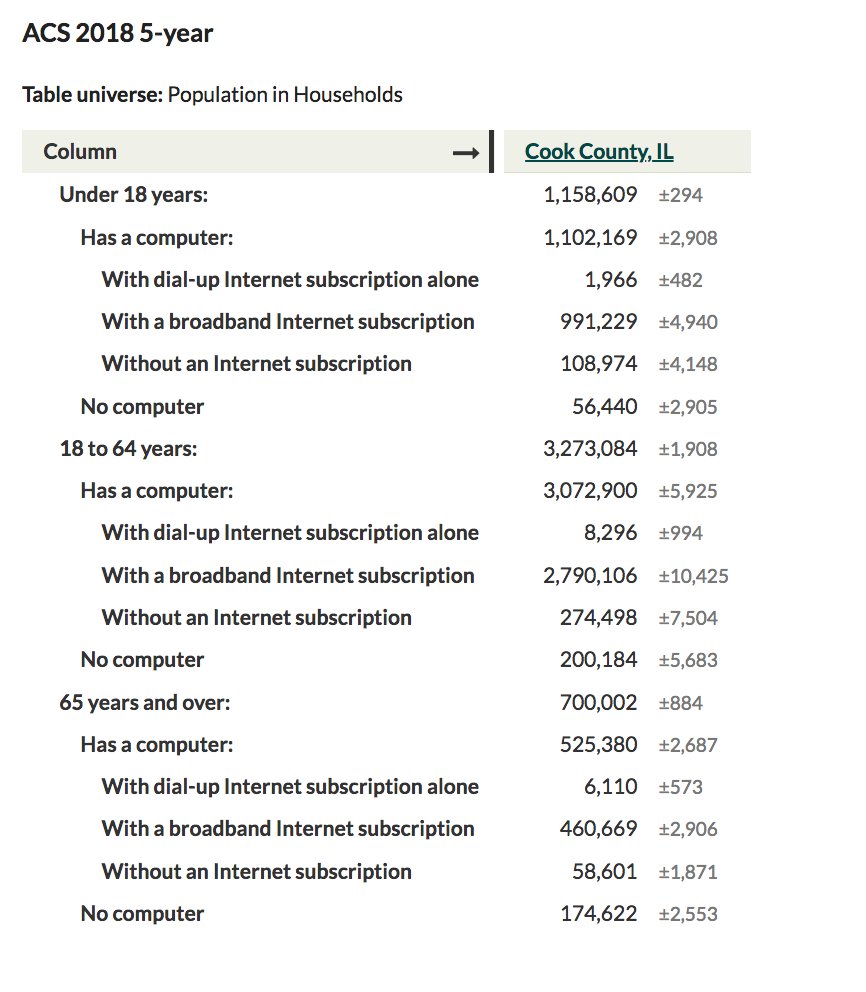 ACS 2018 5-year
Table universe: Population in Households
Column → Cook County, IL
Under 18 years: 1,158,609 ±294
Has a computer: 1,102,169 ±2,908
With dial-up Internet subscription alone 1,966 ±482
With a broadband Internet subscription 991,229 ±4,940
Without an Internet subscription 108,974 ±4,148
No computer 56,440 ±2,905
18 to 64 years: 3,273,084 ±1,908
Has a computer: 3,072,900 ±5,925
With dial-up Internet subscription alone 8,296 ±994
With a broadband Internet subscription 2,790,106 ±10,425
Without an Internet subscription 274,498 ±7,504
No computer 200,184 ±5,683
65 years and over: 700,002 ±884
Has a computer: 525,380 ±2,687
With dial-up Internet subscription alone 6,110 ±573
With a broadband Internet subscription 460,669 ±2,906
Without an Internet subscription 58,601 ±1,871
No computer 174,622 ±2,553